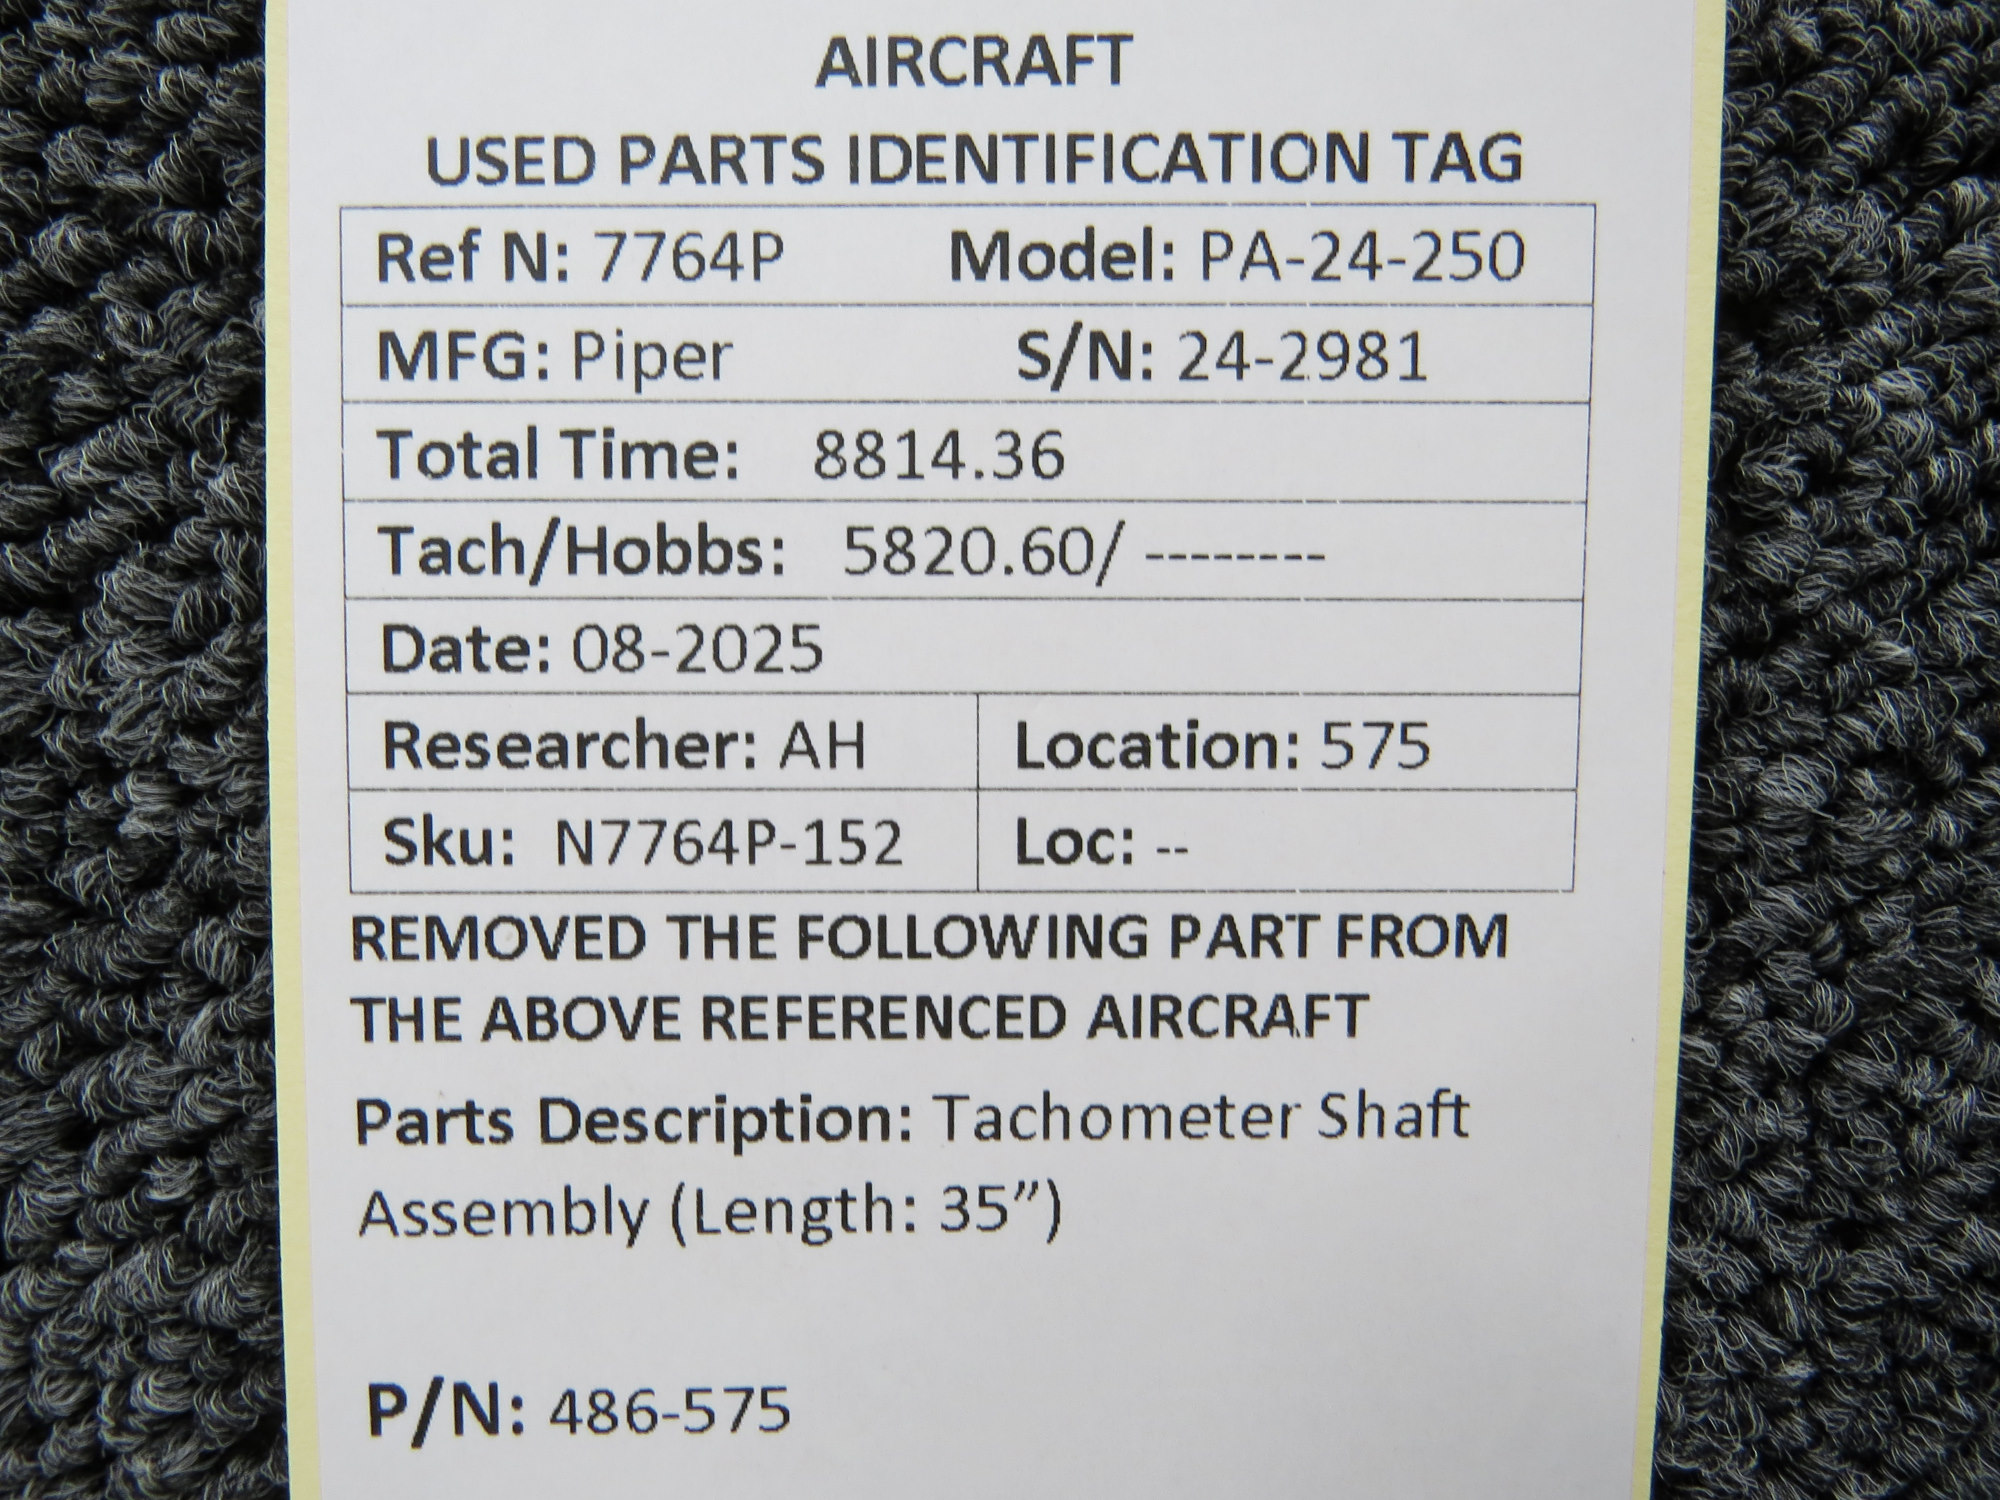 AIRCRAFT
USED PARTS IDENTIFICATION TAG
Ref N: 7764P Model: PA-24-250
MFG: Piper S/N: 24-2981
Total Time: 8814.36
Tach/Hobbs: 5820.60/ --------
Date: 08-2025
Researcher: AH Location: 575
Sku: N7764P-152 Loc: --
REMOVED THE FOLLOWING PART FROM
THE ABOVE REFERENCED AIRCRAFT
Parts Description: Tachometer Shaft
Assembly (Length: 35”)
P/N: 486-575